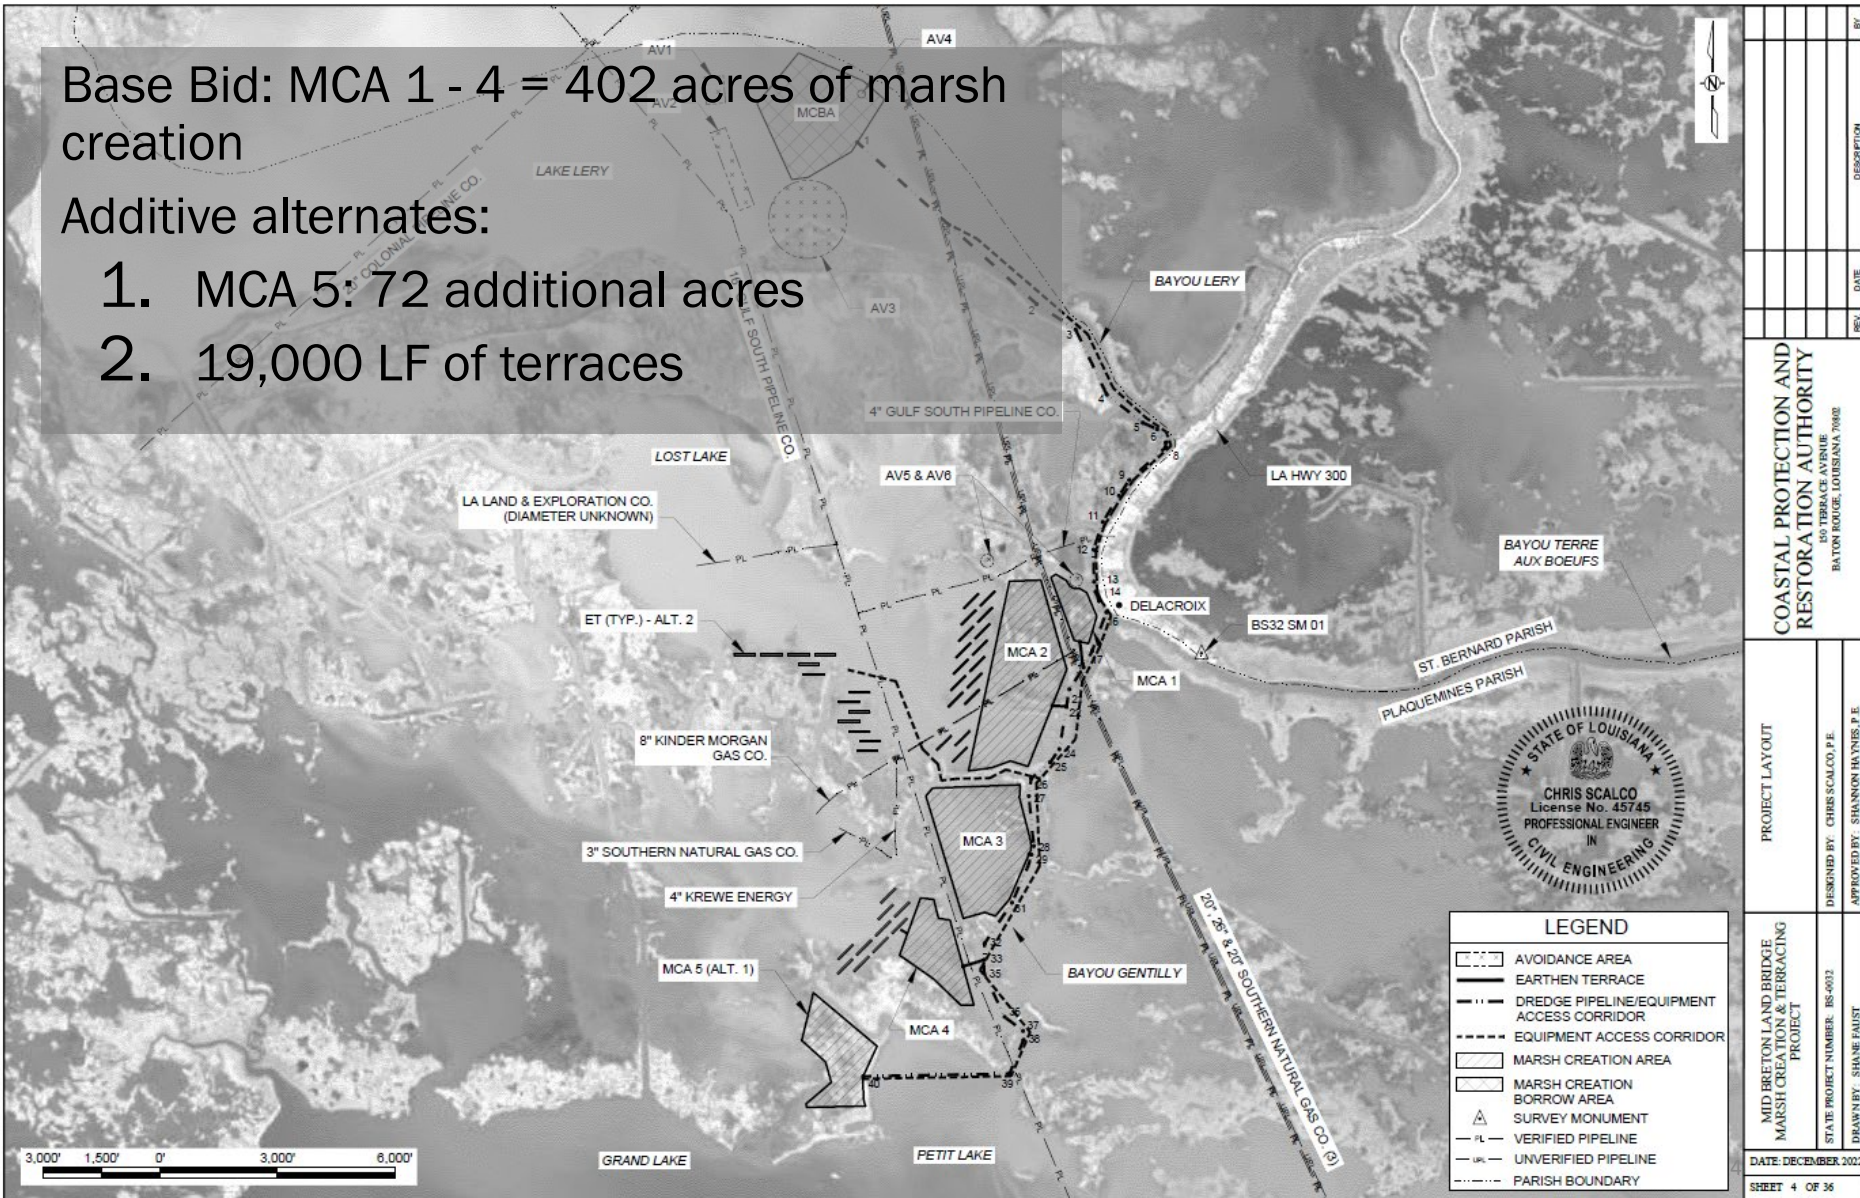 Base Bid: MCA 1 - 4 = 402 acres of marsh
creation
Additive alternates:
1. MCA 5: 72 additional acres
2. 19,000 LF of terraces
AV1
AV2
AV4
MCBA
LAKE LERY
AV3
20" COLONIAL PIPELINE CO.
GULF SOUTH PIPELINE CO.
BAYOU LERY
4" GULF SOUTH PIPELINE CO.
LOST LAKE
AV5 & AV6
LA HWY 300
LA LAND & EXPLORATION CO.
(DIAMETER UNKNOWN)
BAYOU TERRE
AUX BOEUFS
DELACROIX
BS32 SM 01
ET (TYP.) - ALT. 2
MCA 2
MCA 1
ST. BERNARD PARISH
PLAQUEMINES PARISH
8" KINDER MORGAN
GAS CO.
MCA 3
3" SOUTHERN NATURAL GAS CO.
4" KREWE ENERGY
20", 26" & 20" SOUTHERN NATURAL GAS CO. (3)
MCA 5 (ALT. 1)
BAYOU GENTILLY
MCA 4
GRAND LAKE
PETIT LAKE
3,000' 1,500' 0' 3,000' 6,000'
STATE OF LOUISIANA
CHRIS SCALCO
License No. 45745
PROFESSIONAL ENGINEER
IN
CIVIL ENGINEERING
LEGEND
AVOIDANCE AREA
EARTHEN TERRACE
DREDGE PIPELINE/EQUIPMENT
ACCESS CORRIDOR
EQUIPMENT ACCESS CORRIDOR
MARSH CREATION AREA
MARSH CREATION
BORROW AREA
SURVEY MONUMENT
PL VERIFIED PIPELINE
UPL UNVERIFIED PIPELINE
PARISH BOUNDARY
REV. DATE DESCRIPTION BY
COASTAL PROTECTION AND
RESTORATION AUTHORITY
150 TERRACE AVENUE
BATON ROUGE, LOUISIANA 70802
PROJECT LAYOUT
DESIGNED BY: CHRIS SCALCO, P.E.
APPROVED BY: SHANNON HAYNES, P.E.
MID BRETON LAND BRIDGE
MARSH CREATION & TERRACING
PROJECT
STATE PROJECT NUMBER: BS-0032
DRAWN BY: SHANE FAUST
DATE: DECEMBER 2022
SHEET 4 OF 36